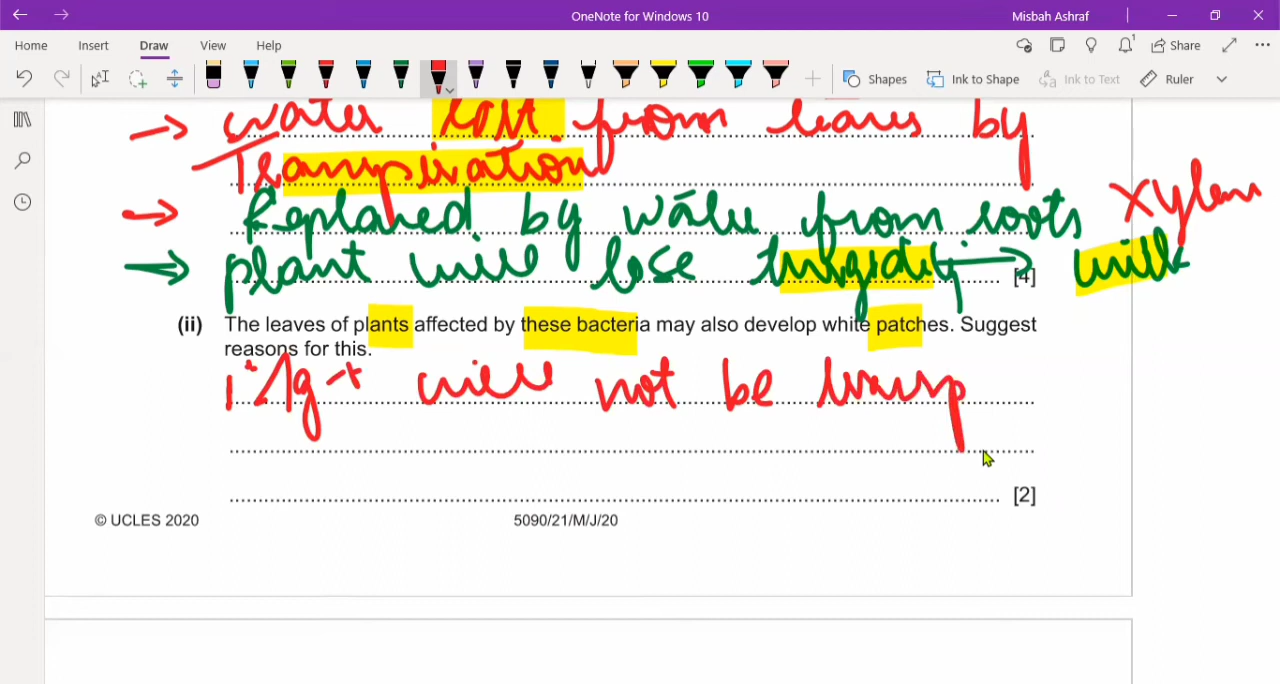 OneNote for Windows 10
Misbah Ashraf
Home Insert Draw View Help
Share
Shapes Ink to Shape Ink to Text Ruler
→ water lost from leaves by
Transpiration
→ Replaced by water from roots xylem
→ plant will lose turgidity → wilt
[4]
(ii) The leaves of plants affected by these bacteria may also develop white patches. Suggest
reasons for this.
will not be transp
[2]
© UCLES 2020
5090/21/M/J/20